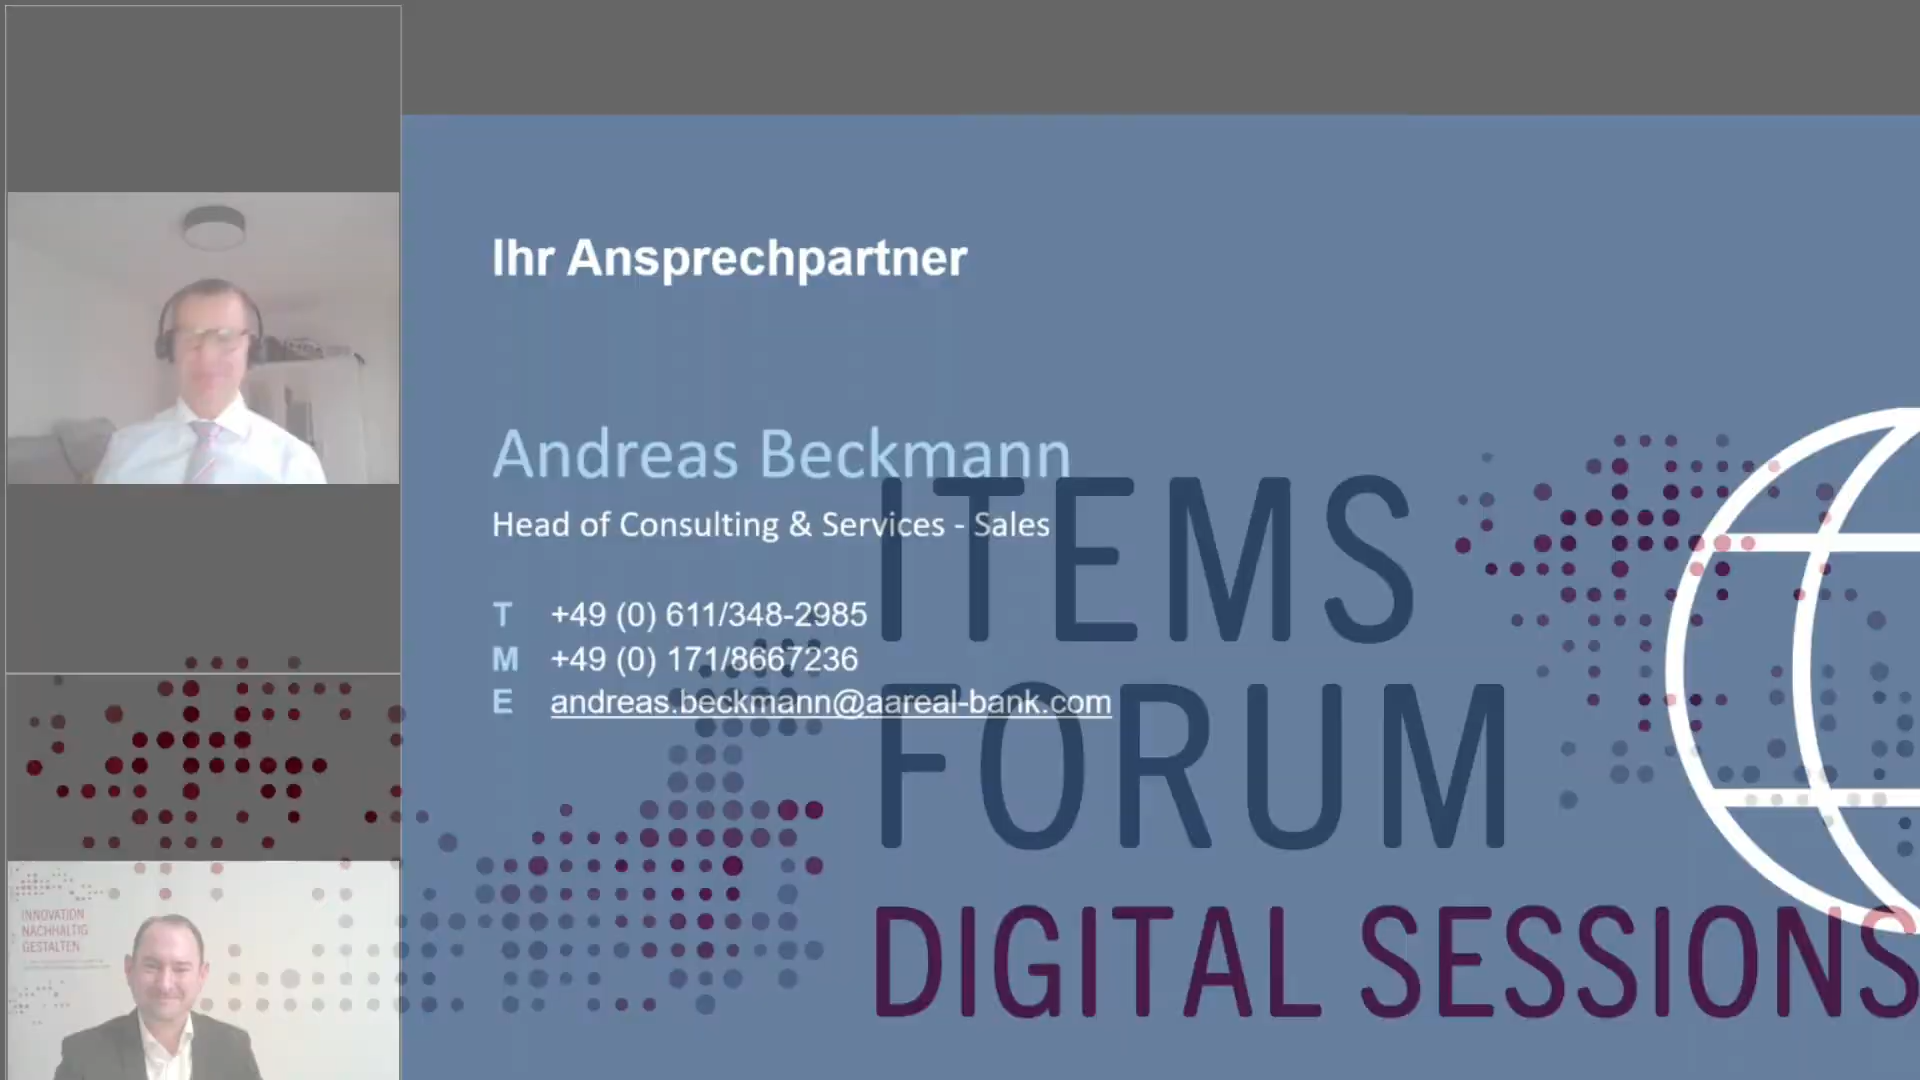 Ihr Ansprechpartner
Andreas Beckmann
Head of Consulting & Services - Sales
T +49 (0) 611/348-2985
M +49 (0) 171/8667236
E andreas.beckmann@aareal-bank.com
ITEMS
FORUM
DIGITAL SESSIONS
INNOVATION
NACHHALTIG
GESTALTEN